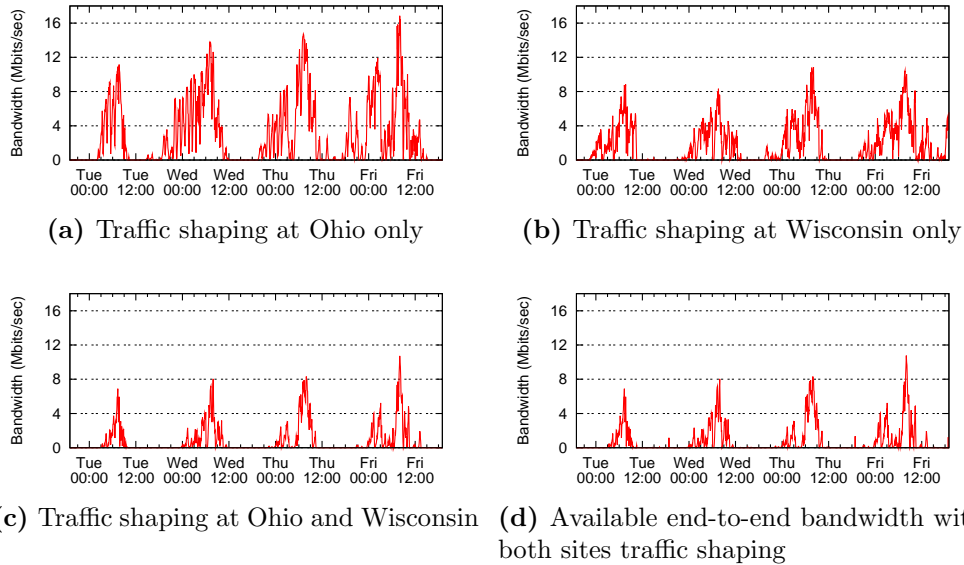 Bandwidth (Mbits/sec)
16
12
8
4
0
Tue Tue Wed Wed Thu Thu Fri Fri
00:00 12:00 00:00 12:00 00:00 12:00 00:00 12:00
(a) Traffic shaping at Ohio only
Bandwidth (Mbits/sec)
16
12
8
4
0
Tue Tue Wed Wed Thu Thu Fri Fri
00:00 12:00 00:00 12:00 00:00 12:00 00:00 12:00
(b) Traffic shaping at Wisconsin only
Bandwidth (Mbits/sec)
16
12
8
4
0
Tue Tue Wed Wed Thu Thu Fri Fri
00:00 12:00 00:00 12:00 00:00 12:00 00:00 12:00
(c) Traffic shaping at Ohio and Wisconsin
Bandwidth (Mbits/sec)
16
12
8
4
0
Tue Tue Wed Wed Thu Thu Fri Fri
00:00 12:00 00:00 12:00 00:00 12:00 00:00 12:00
(d) Available end-to-end bandwidth wit
both sites traffic shaping